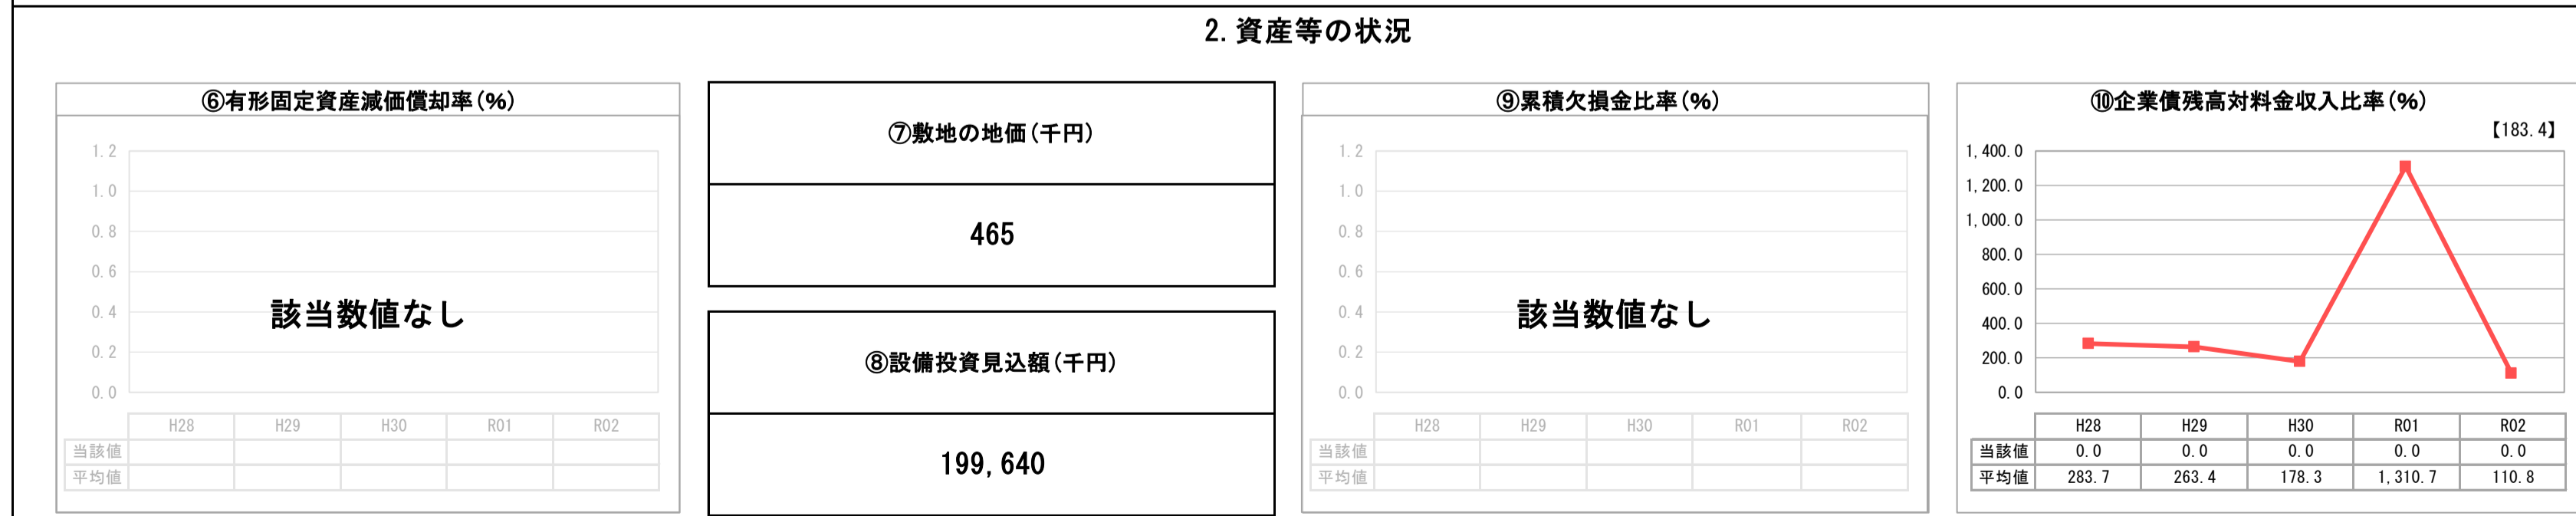 2.資産等の状況
⑥有形固定資産減価償却率(%)
1.2
1.0
0.8
0.6
0.4
0.2
0.0
該当数値なし
H28 H29 H30 R01 R02
当該値
平均値
⑦敷地の地価(千円)
465
⑧設備投資見込額(千円)
199,640
⑨累積欠損金比率(%)
1.2
1.0
0.8
0.6
0.4
0.2
0.0
該当数値なし
H28 H29 H30 R01 R02
当該値
平均値
⑩企業債残高対料金収入比率(%)
【183.4】
1,400.0
1,200.0
1,000.0
800.0
600.0
400.0
200.0
0.0
H28 H29 H30 R01 R02
当該値 0.0 0.0 0.0 0.0 0.0
平均値 283.7 263.4 178.3 1,310.7 110.8